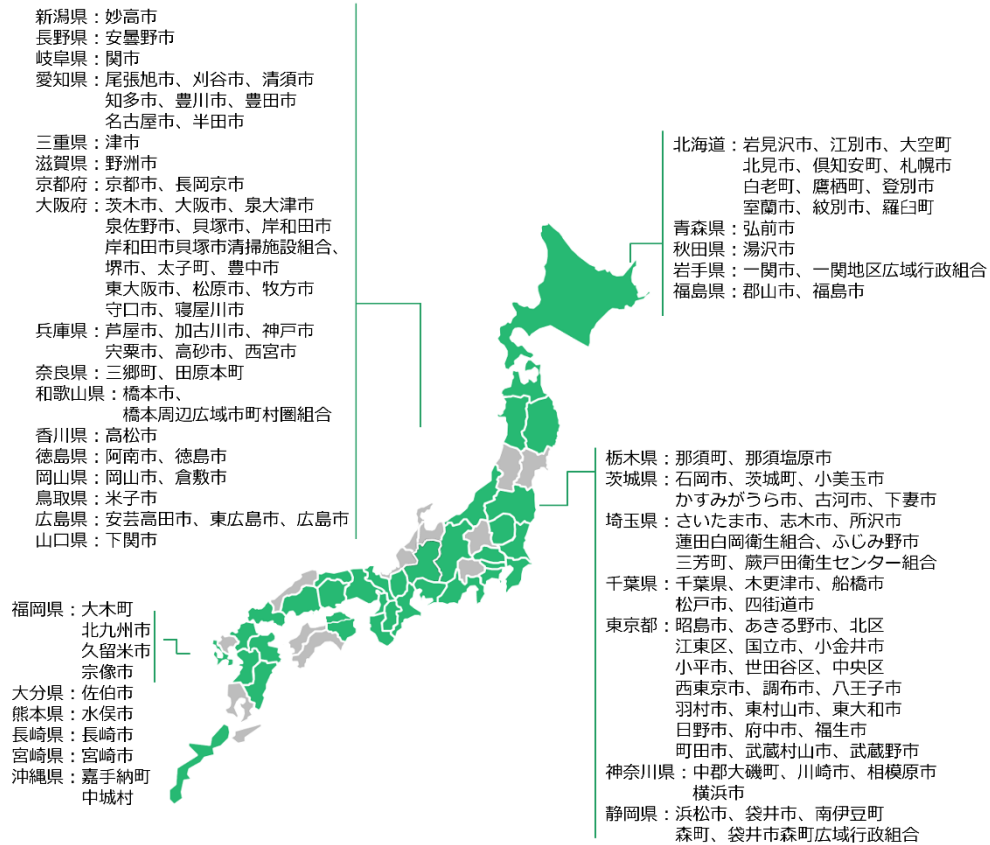 新潟県：妙高市
長野県：安曇野市
岐阜県：関市
愛知県：尾張旭市、刈谷市、清須市
知多市、豊川市、豊田市
名古屋市、半田市
三重県：津市
滋賀県：野洲市
京都府：京都市、長岡京市
大阪府：茨木市、大阪市、泉大津市
泉佐野市、貝塚市、岸和田市
岸和田市貝塚市清掃施設組合、
堺市、太子町、豊中市
東大阪市、松原市、牧方市
守口市、寝屋川市
兵庫県：芦屋市、加古川市、神戸市
宍粟市、高砂市、西宮市
奈良県：三郷町、田原本町
和歌山県：橋本市、
橋本周辺広域市町村圏組合
香川県：高松市
徳島県：阿南市、徳島市
岡山県：岡山市、倉敷市
鳥取県：米子市
広島県：安芸高田市、東広島市、広島市
山口県：下関市
福岡県：大木町
北九州市
久留米市
宗像市
大分県：佐伯市
熊本県：水俣市
長崎県：長崎市
宮崎県：宮崎市
沖縄県：嘉手納町
中城村
北海道：岩見沢市、江別市、大空町
北見市、倶知安町、札幌市
白老町、鷹栖町、登別市
室蘭市、紋別市、羅臼町
青森県：弘前市
秋田県：湯沢市
岩手県：一関市、一関地区広域行政組合
福島県：郡山市、福島市
栃木県：那須町、那須塩原市
茨城県：石岡市、茨城町、小美玉市
かすみがうら市、古河市、下妻市
埼玉県：さいたま市、志木市、所沢市
蓮田白岡衛生組合、ふじみ野市
三芳町、蕨戸田衛生センター組合
千葉県：千葉県、木更津市、船橋市
松戸市、四街道市
東京都：昭島市、あきる野市、北区
江東区、国立市、小金井市
小平市、世田谷区、中央区
西東京市、調布市、八王子市
羽村市、東村山市、東大和市
日野市、府中市、福生市
町田市、武蔵村山市、武蔵野市
神奈川県：中郡大磯町、川崎市、相模原市
横浜市
静岡県：浜松市、袋井市、南伊豆町
森町、袋井市森町広域行政組合